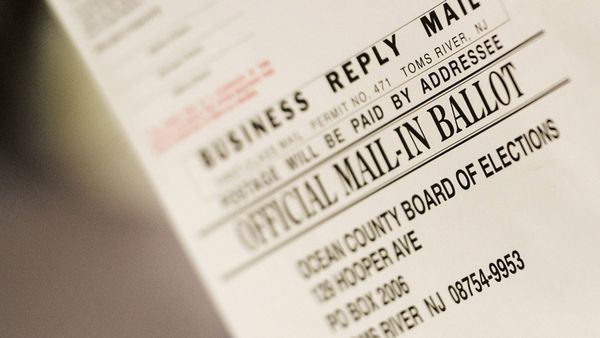 BUSINESS REPLY MAIL
FIRST-CLASS MAIL PERMIT NO. 471 TOMS RIVER, NJ
POSTAGE WILL BE PAID BY ADDRESSEE
OFFICIAL MAIL-IN BALLOT
OCEAN COUNTY BOARD OF ELECTIONS
129 HOOPER AVE
PO BOX 2006
TOMS RIVER NJ 08754-9953